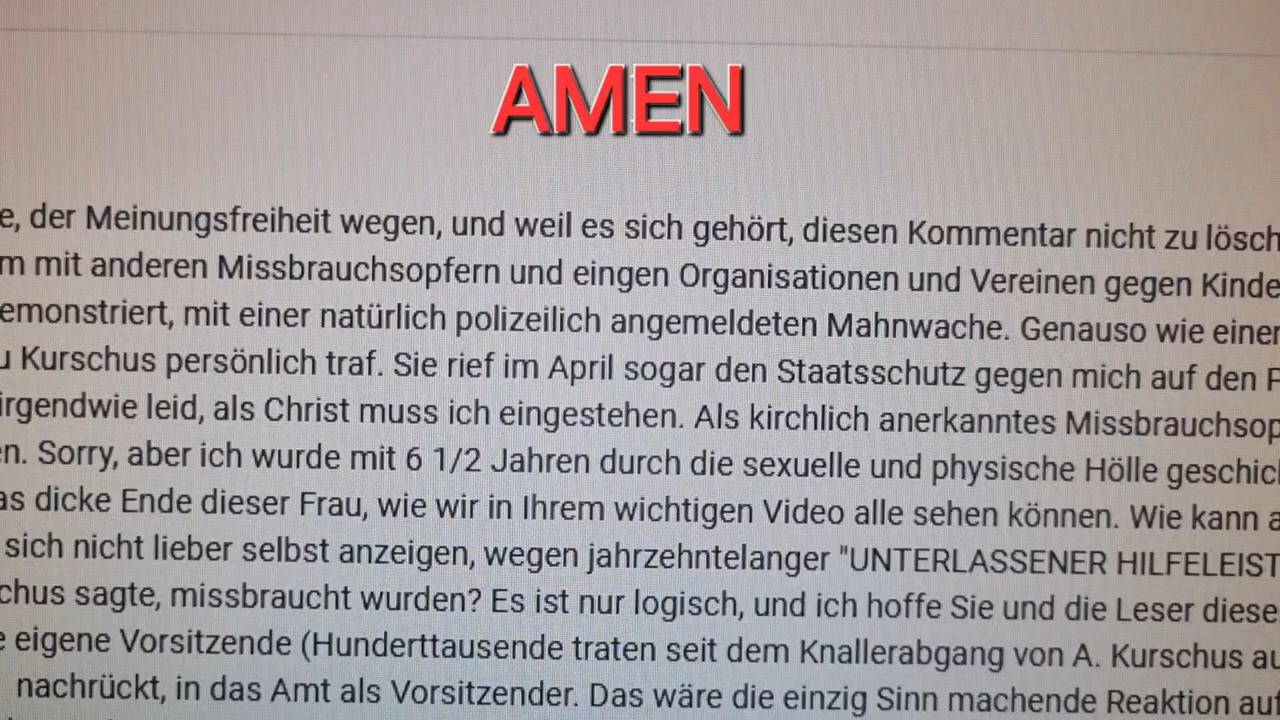 AMEN
e, der Meinungsfreiheit wegen, und weil es sich gehört, diesen Kommentar nicht zu lösch
m mit anderen Missbrauchsopfern und eingen Organisationen und Vereinen gegen Kinde
emonstriert, mit einer natürlich polizeilich angemeldeten Mahnwache. Genauso wie einer
u Kurschus persönlich traf. Sie rief im April sogar den Staatsschutz gegen mich auf den P
irgendwie leid, als Christ muss ich eingestehen. Als kirchlich anerkanntes Missbrauchsop
en. Sorry, aber ich wurde mit 6 1/2 Jahren durch die sexuelle und physische Hölle geschick
as dicke Ende dieser Frau, wie wir in Ihrem wichtigen Video alle sehen können. Wie kann a
sich nicht lieber selbst anzeigen, wegen jahrzehntelanger "UNTERLASSENER HILFELEIST
chus sagte, missbraucht wurden? Es ist nur logisch, und ich hoffe Sie und die Leser diese
e eigene Vorsitzende (Hunderttausende traten seit dem Knallerabgang von A. Kurschus au
nachrückt, in das Amt als Vorsitzender. Das wäre die einzig Sinn machende Reaktion auf